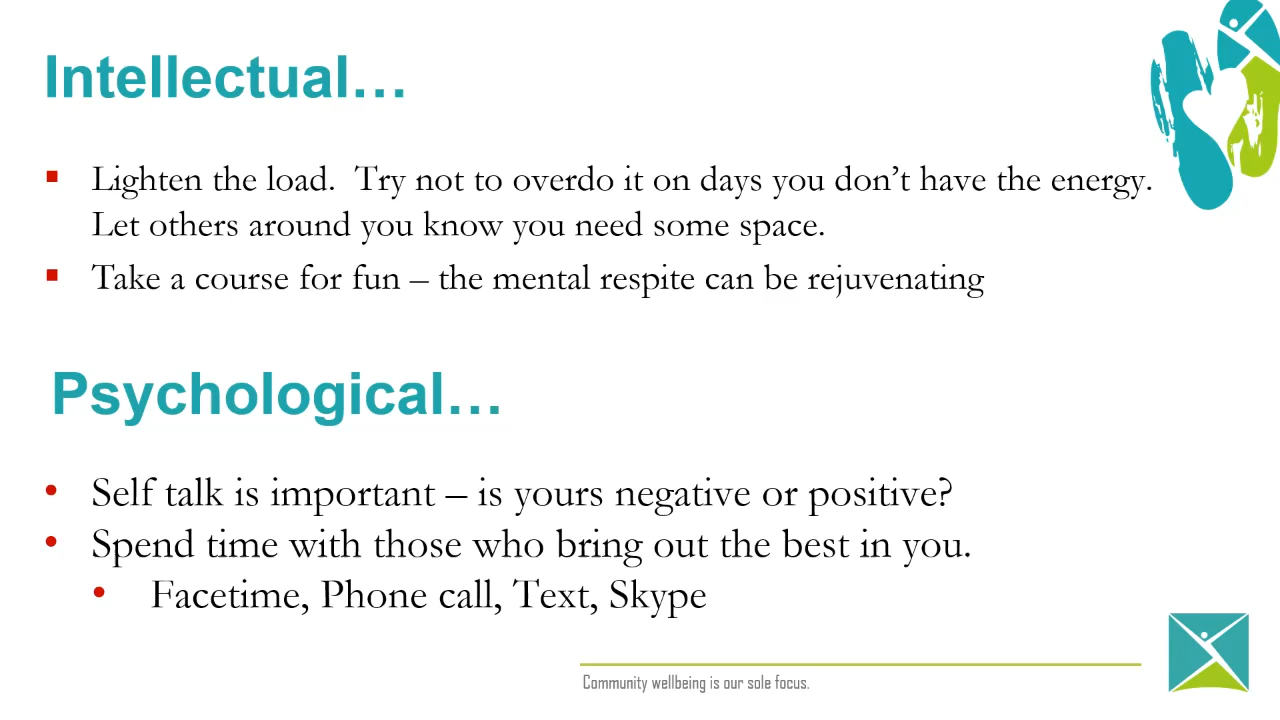 Intellectual…
▪ Lighten the load.  Try not to overdo it on days you don’t have the energy.
Let others around you know you need some space.
▪ Take a course for fun – the mental respite can be rejuvenating
Psychological…
• Self talk is important – is yours negative or positive?
• Spend time with those who bring out the best in you.
• Facetime, Phone call, Text, Skype
Community wellbeing is our sole focus.